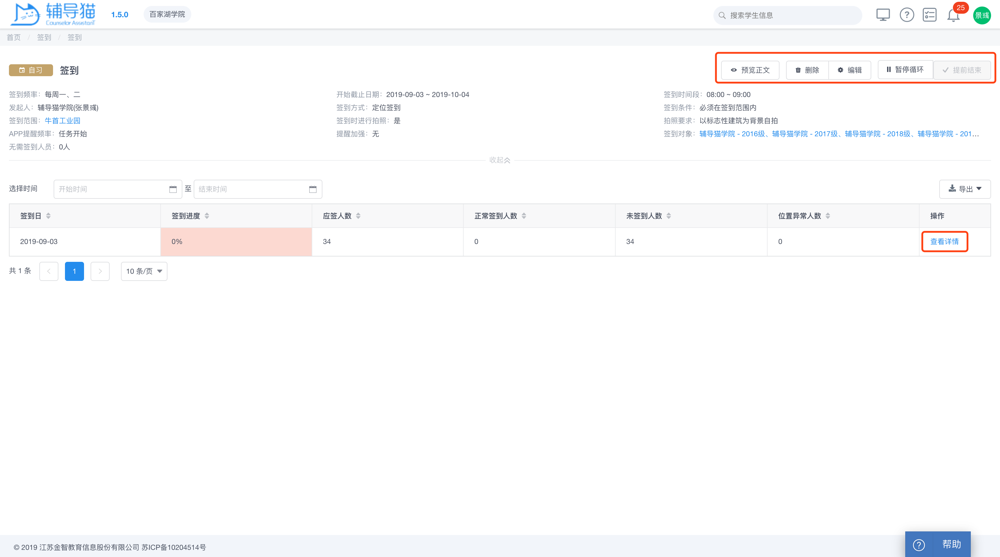 辅导猫
Counselor AssistanT
1.5.0
百家湖学院
搜索学生信息
25
景彧
首页 / 签到 / 签到
自习
签到
预览正文
删除
编辑
暂停循环
提前结束
签到频率：每周一、二
开始截止日期：2019-09-03 ~ 2019-10-04
签到时间段：08:00 ~ 09:00
发起人：辅导猫学院(张景彧)
签到方式：定位签到
签到条件：必须在签到范围内
签到范围：牛首工业园
签到时进行拍照：是
拍照要求：以标志性建筑为背景自拍
APP提醒频率：任务开始
提醒加强：无
签到对象：辅导猫学院 - 2016级、辅导猫学院 - 2017级、辅导猫学院 - 2018级、辅导猫学院 - 201...
无需签到人员：0人
收起
选择时间 开始时间 至 结束时间
导出
签到日 签到进度 应签人数 正常签到人数 未签到人数 位置异常人数 操作
2019-09-03 0% 34 0 34 0 查看详情
共 1 条 < 1 > 10 条/页
© 2019 江苏金智教育信息股份有限公司 苏ICP备10204514号
? 帮助